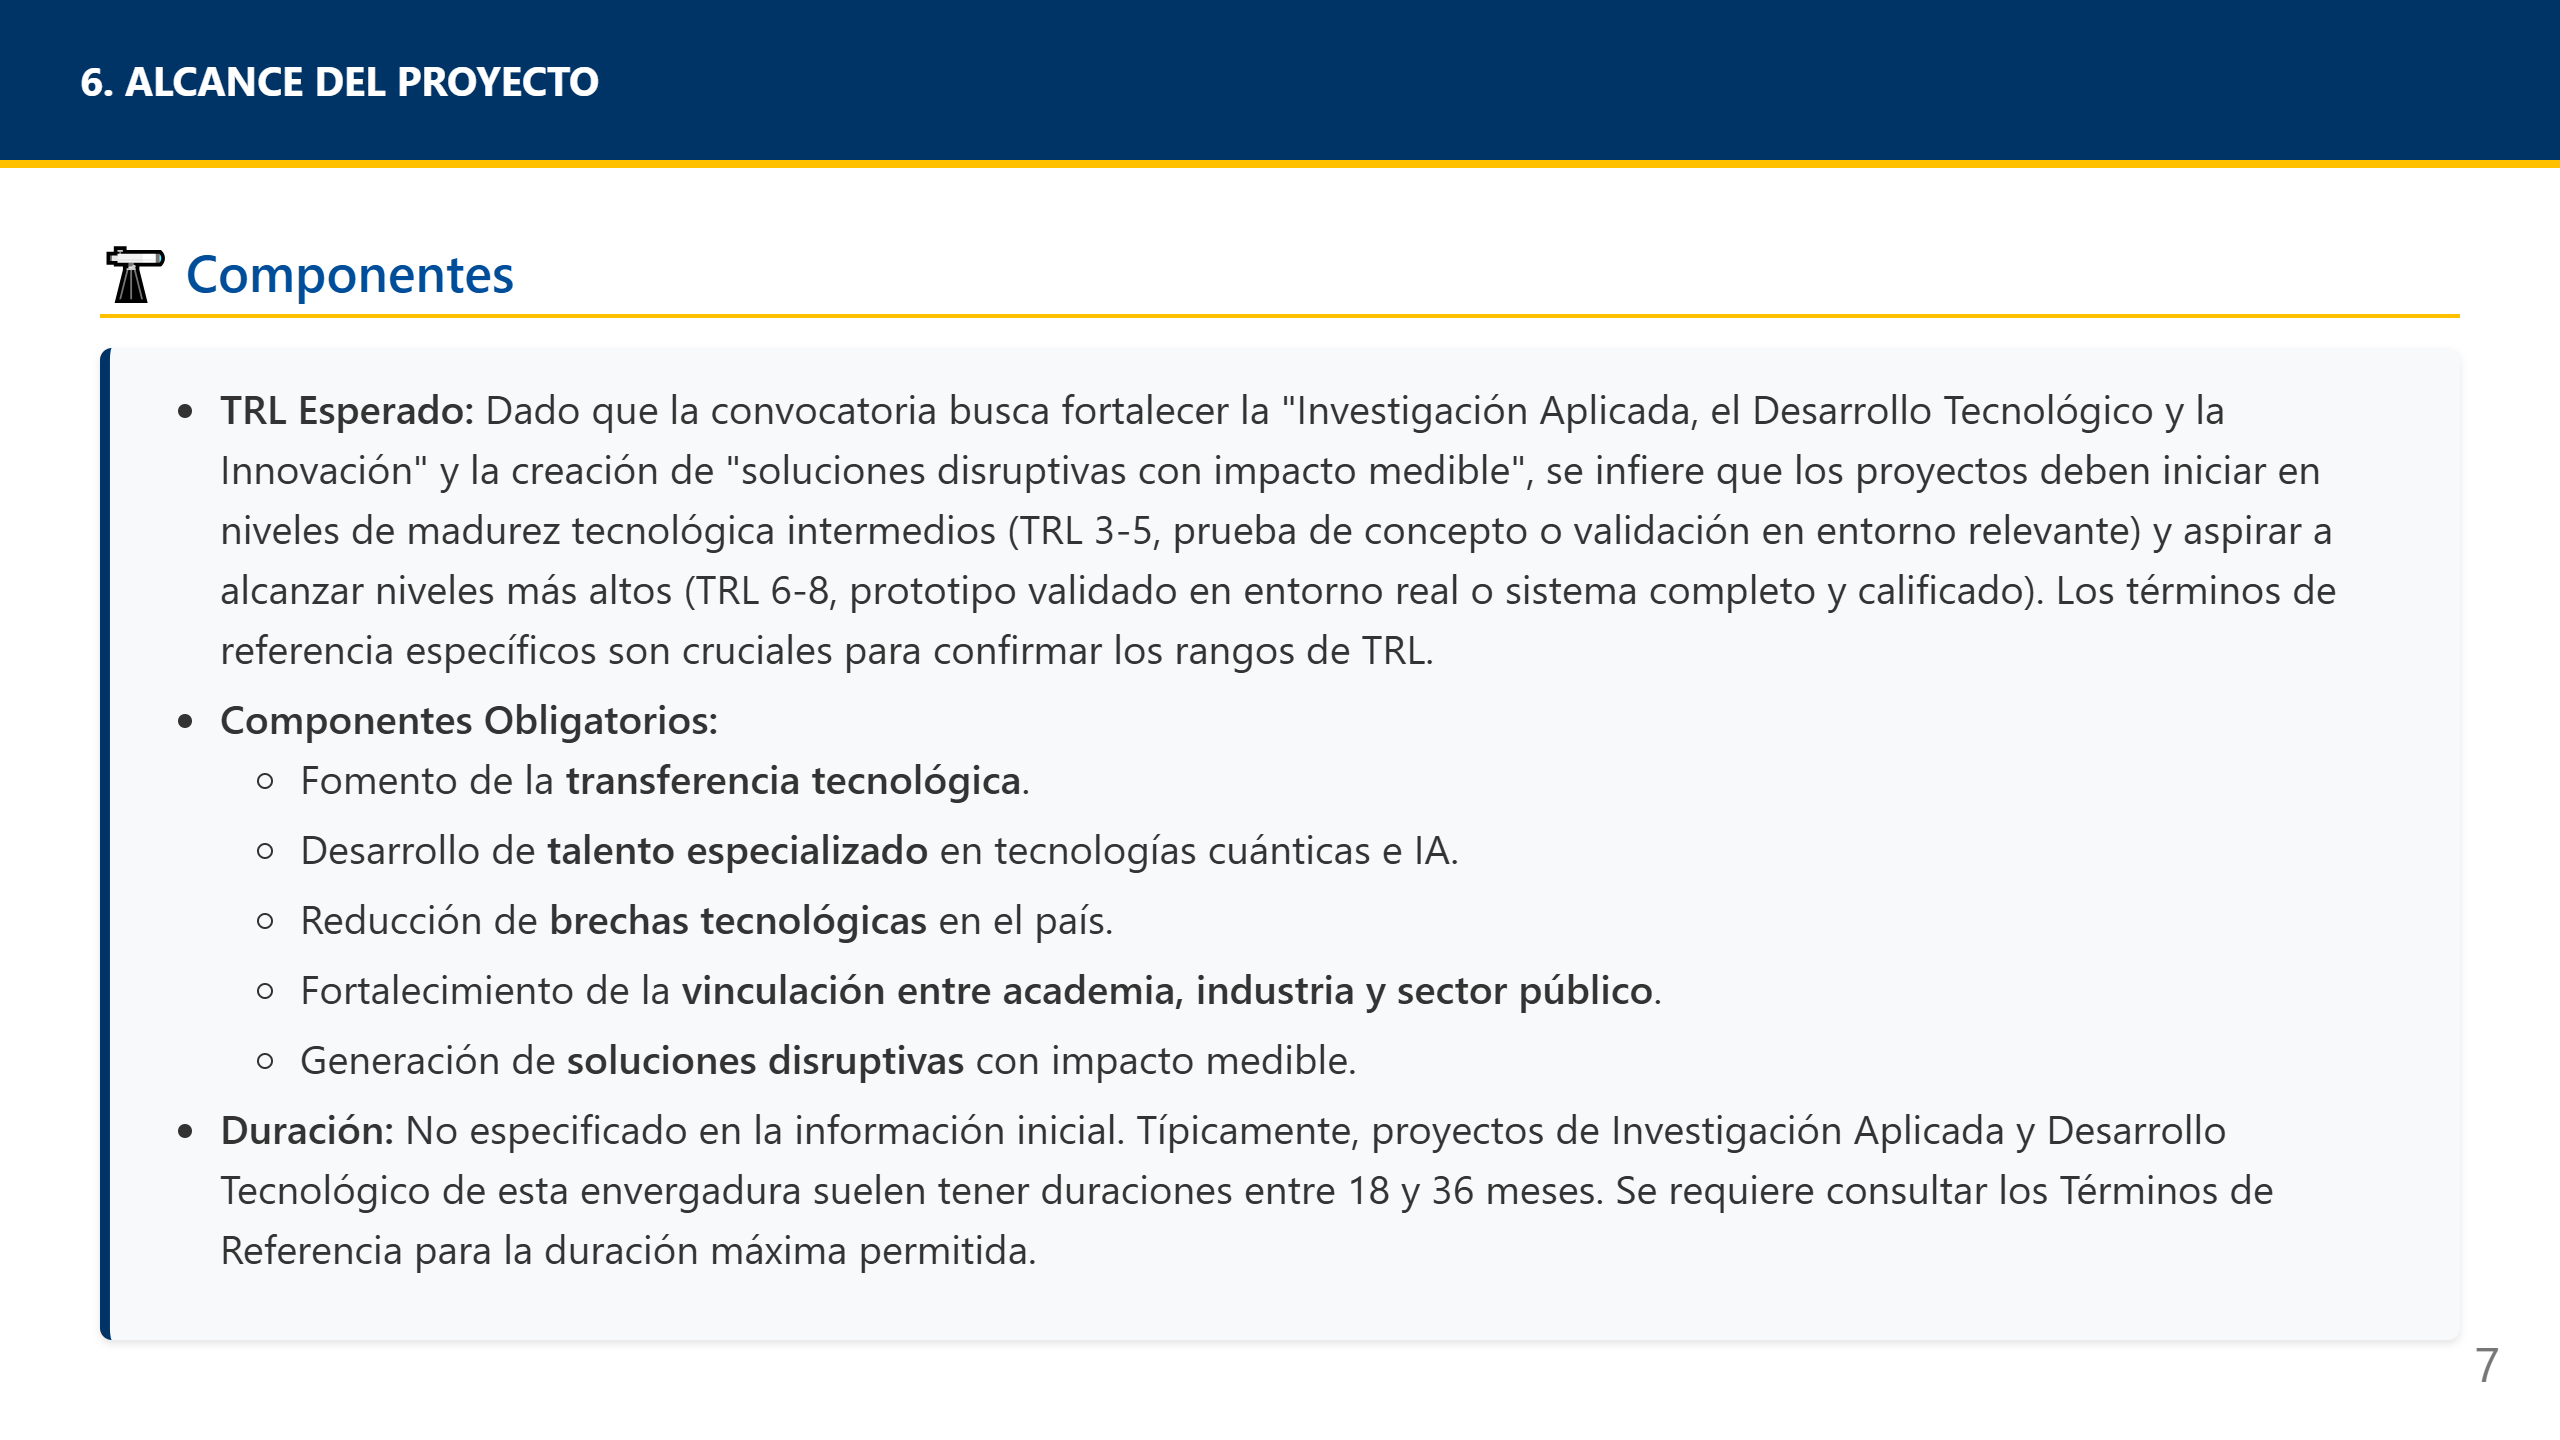 6. ALCANCE DEL PROYECTO
Componentes
TRL Esperado: Dado que la convocatoria busca fortalecer la "Investigación Aplicada, el Desarrollo Tecnológico y la
Innovación" y la creación de "soluciones disruptivas con impacto medible", se infiere que los proyectos deben iniciar en
niveles de madurez tecnológica intermedios (TRL 3-5, prueba de concepto o validación en entorno relevante) y aspirar a
alcanzar niveles más altos (TRL 6-8, prototipo validado en entorno real o sistema completo y calificado). Los términos de
referencia específicos son cruciales para confirmar los rangos de TRL.
Componentes Obligatorios:
Fomento de la transferencia tecnológica.
Desarrollo de talento especializado en tecnologías cuánticas e IA.
Reducción de brechas tecnológicas en el país.
Fortalecimiento de la vinculación entre academia, industria y sector público.
Generación de soluciones disruptivas con impacto medible.
Duración: No especificado en la información inicial. Típicamente, proyectos de Investigación Aplicada y Desarrollo
Tecnológico de esta envergadura suelen tener duraciones entre 18 y 36 meses. Se requiere consultar los Términos de
Referencia para la duración máxima permitida.
7